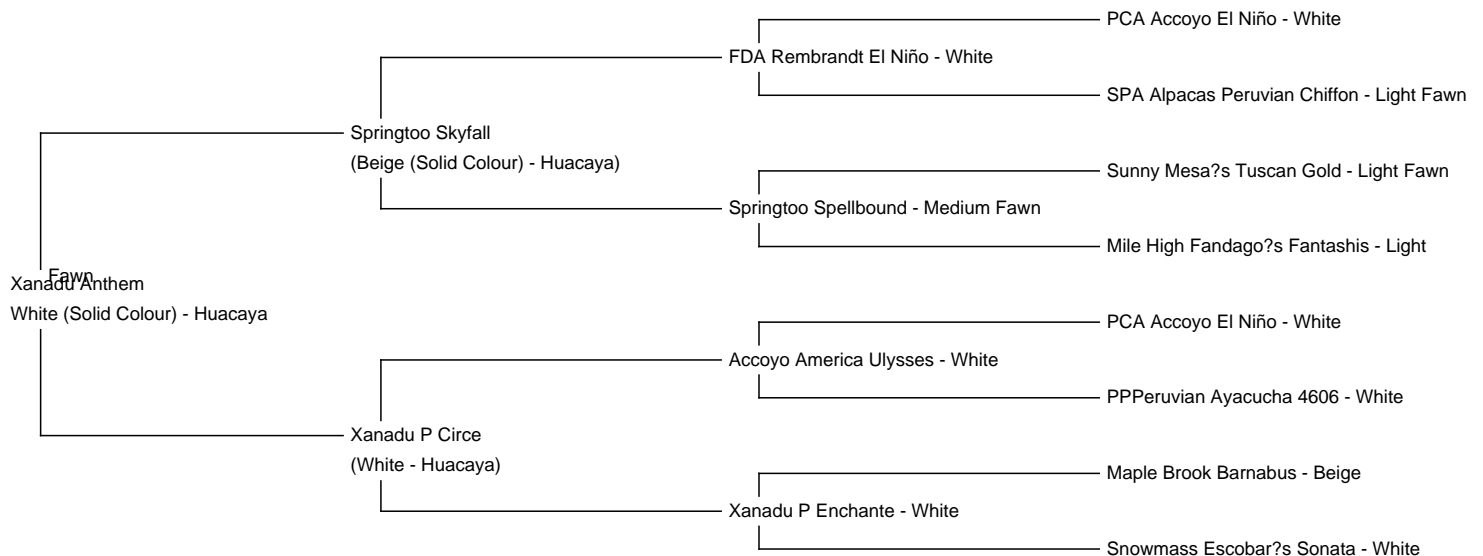 PCA Accoyo El Niño - White
FDA Rembrandt El Niño - White
SPA Alpacas Peruvian Chiffon - Light Fawn
Springtoo Skyfall
(Beige (Solid Colour) - Huacaya)
Sunny Mesa?s Tuscan Gold - Light Fawn
Springtoo Spellbound - Medium Fawn
Mile High Fandago?s Fantashis - Light
Fawn
Xanadu Anthem
White (Solid Colour) - Huacaya
PCA Accoyo El Niño - White
Accoyo America Ulysses - White
PPPeruvian Ayacucha 4606 - White
Xanadu P Circe
(White - Huacaya)
Maple Brook Barnabus - Beige
Xanadu P Enchante - White
Snowmass Escobar?s Sonata - White